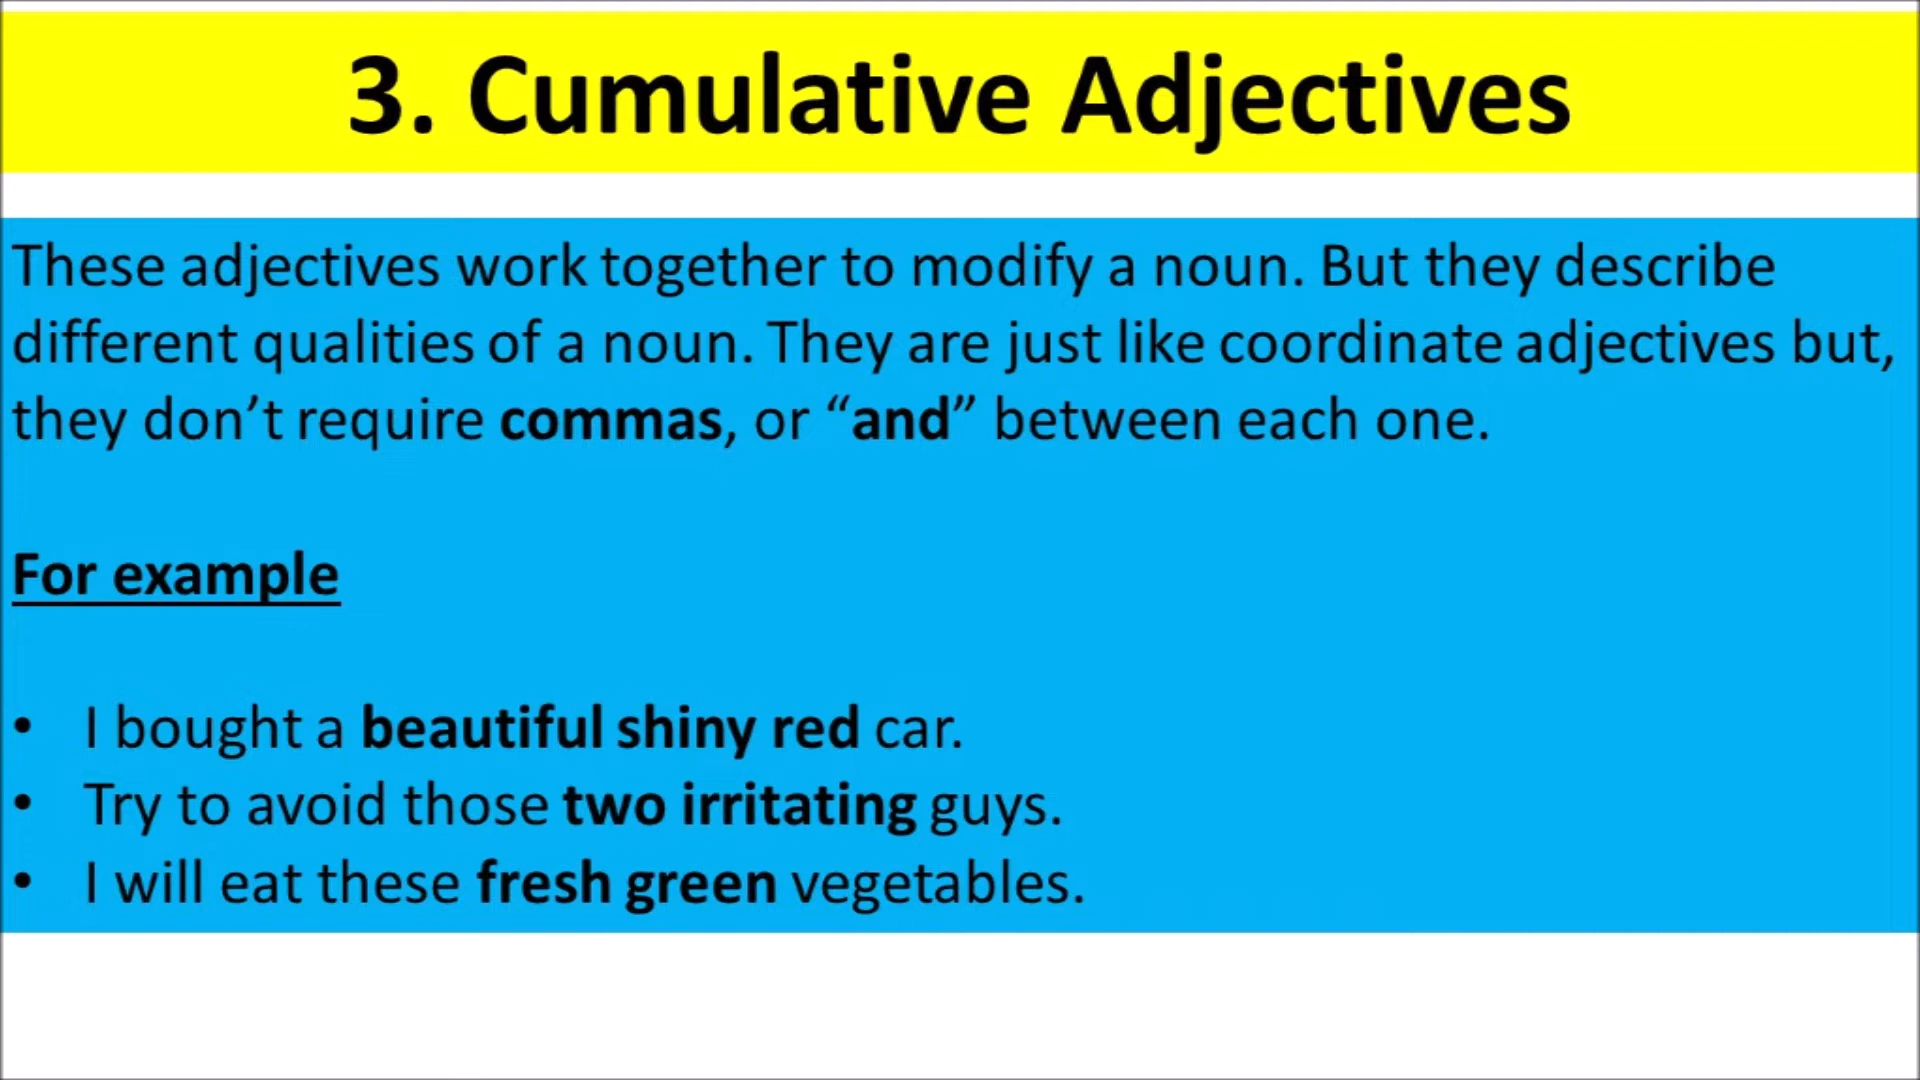 3. Cumulative Adjectives
These adjectives work together to modify a noun. But they describe
different qualities of a noun. They are just like coordinate adjectives but,
they don’t require commas, or “and” between each one.
For example
• I bought a beautiful shiny red car.
• Try to avoid those two irritating guys.
• I will eat these fresh green vegetables.